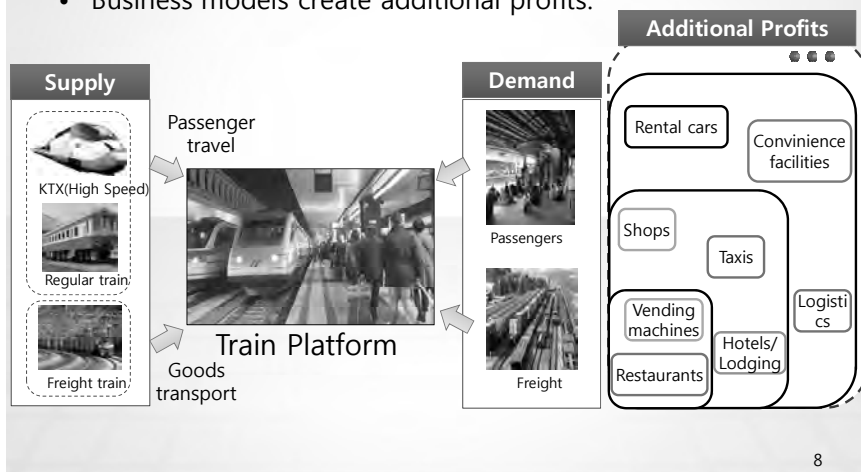 • Business models create additional profits.
Additional Profits
Supply
Demand
Passenger
travel
KTX(High Speed)
Regular train
Freight train
Goods
transport
Train Platform
Passengers
Freight
Rental cars
Convinience
facilities
Shops
Taxis
Vending
machines
Restaurants
Hotels/
Lodging
Logisti
cs
8